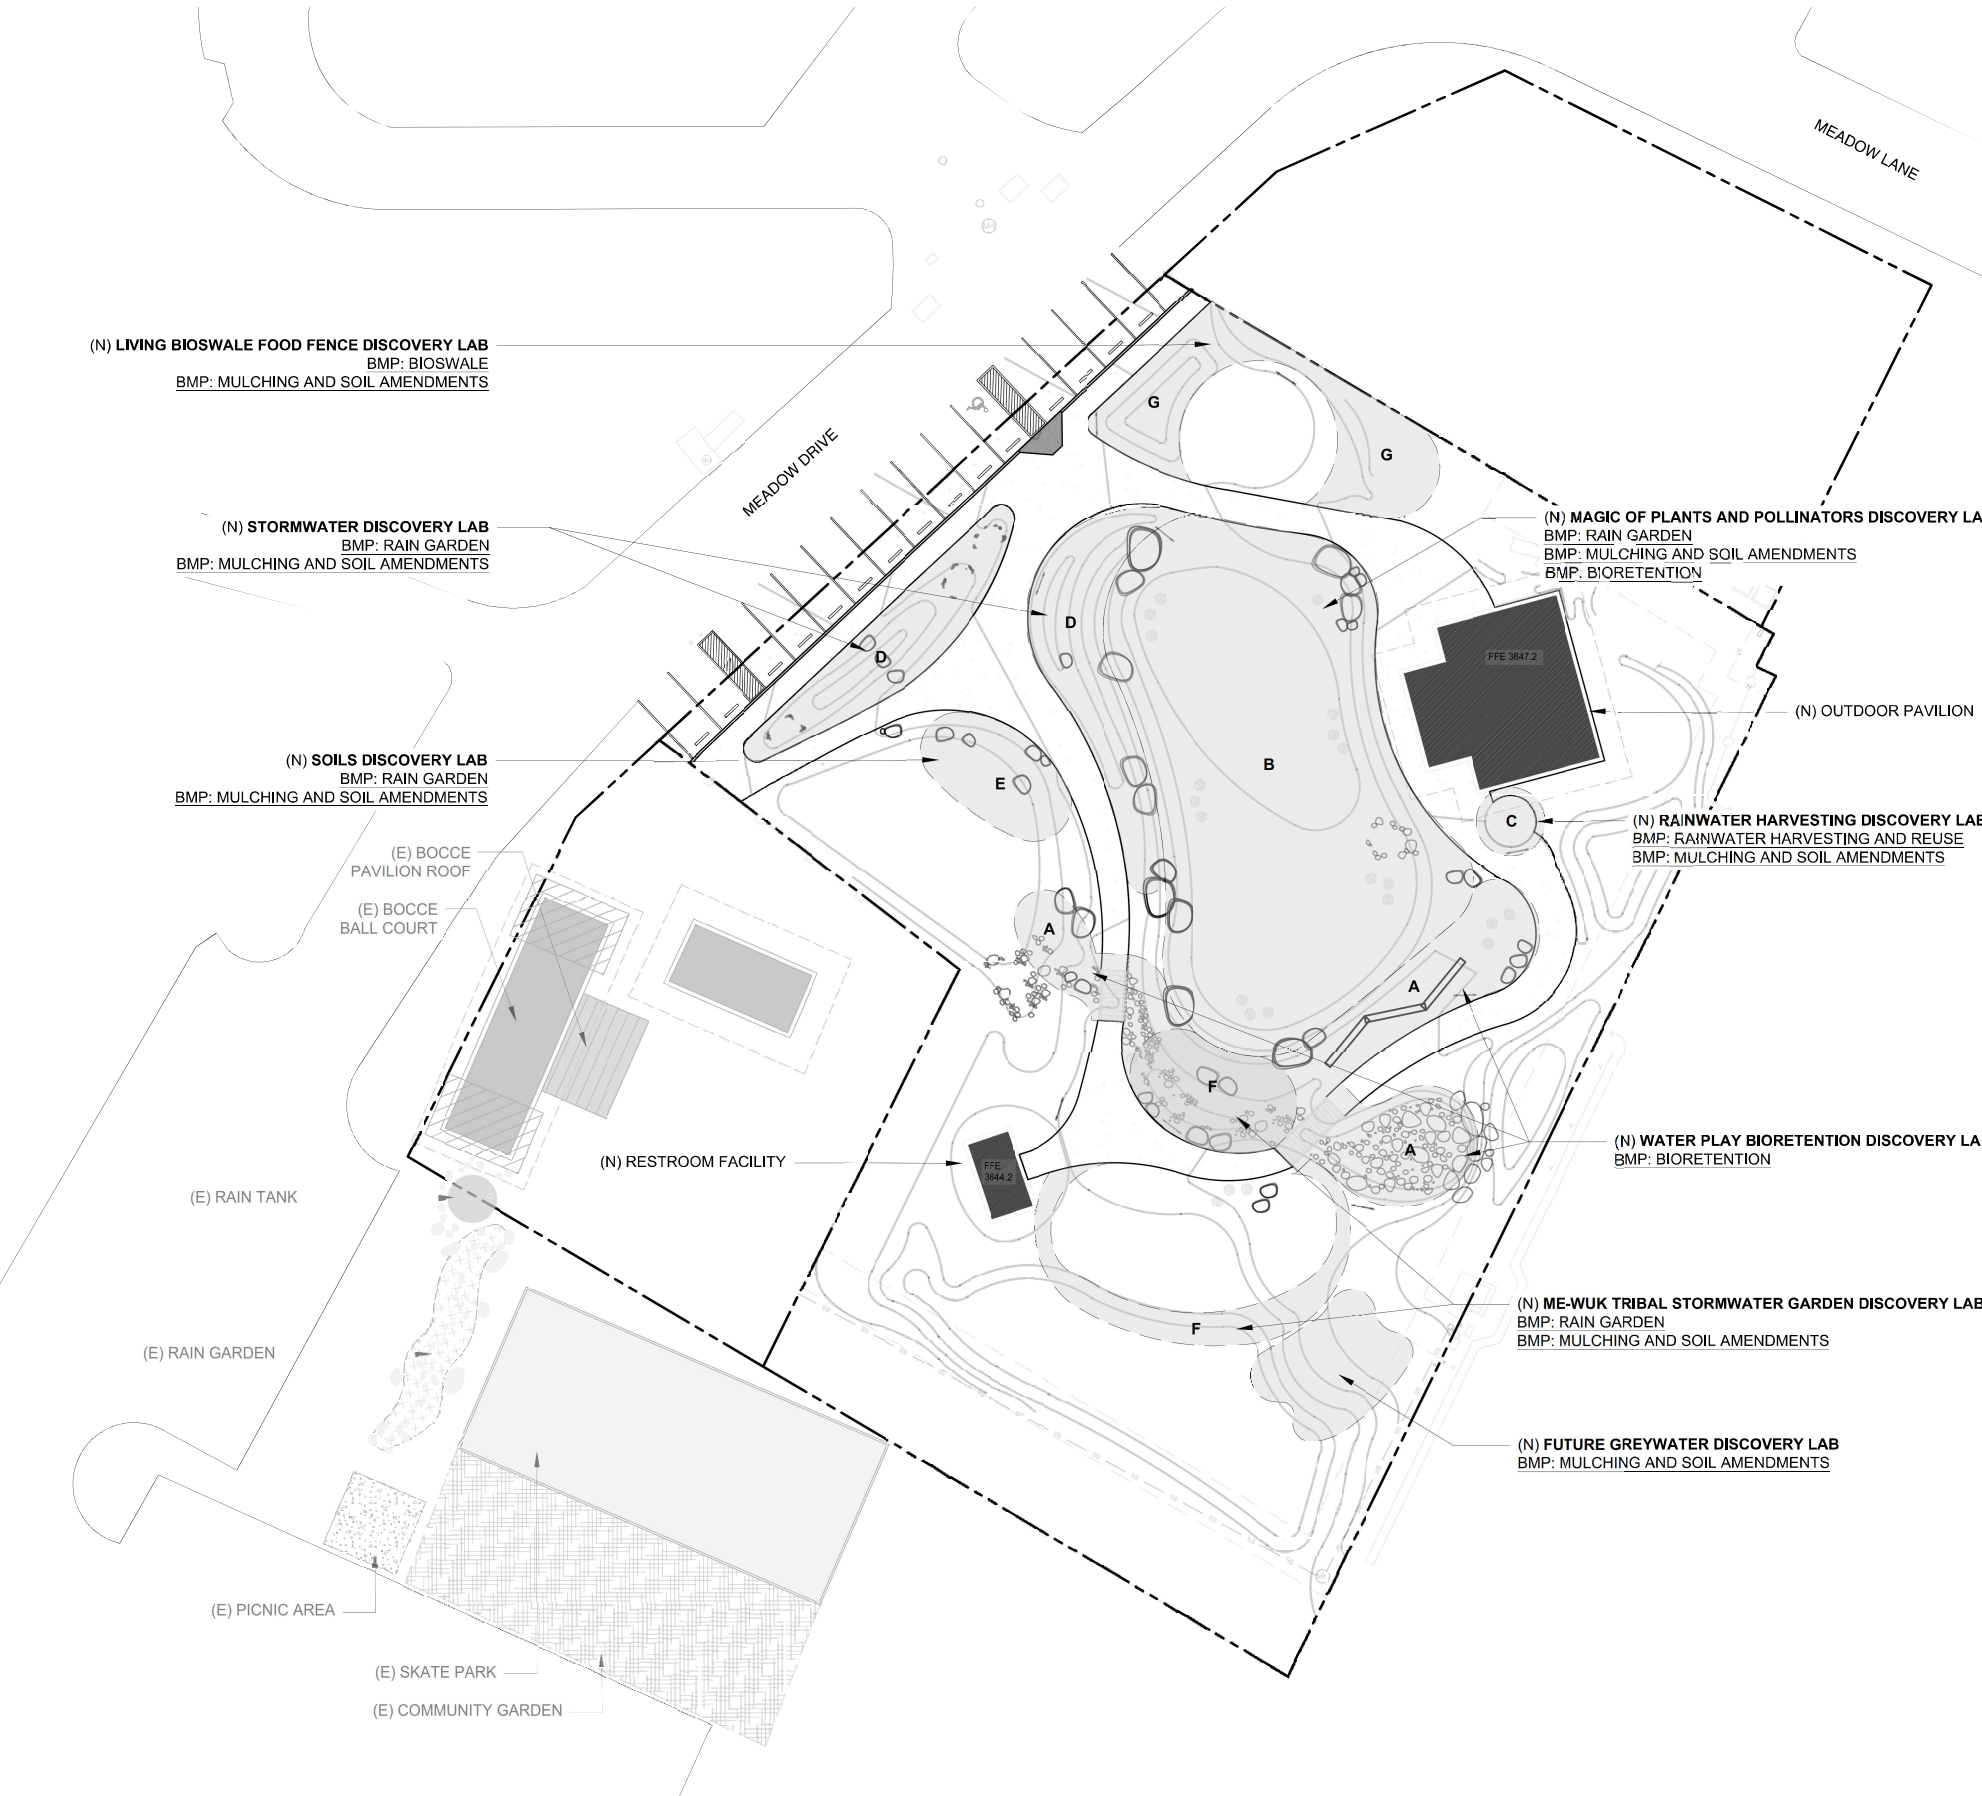 MEADOW LANE
(N) LIVING BIOSWALE FOOD FENCE DISCOVERY LAB
BMP: BIOSWALE
BMP: MULCHING AND SOIL AMENDMENTS
G
G
MEADOW DRIVE
(N) STORMWATER DISCOVERY LAB
BMP: RAIN GARDEN
BMP: MULCHING AND SOIL AMENDMENTS
(N) MAGIC OF PLANTS AND POLLINATORS DISCOVERY LA
BMP: RAIN GARDEN
BMP: MULCHING AND SOIL AMENDMENTS
BMP: BIORETENTION
D
D
FFE 3647.2
(N) OUTDOOR PAVILION
(N) SOILS DISCOVERY LAB
BMP: RAIN GARDEN
BMP: MULCHING AND SOIL AMENDMENTS
E
B
C
(N) RAINWATER HARVESTING DISCOVERY LAB
BMP: RAINWATER HARVESTING AND REUSE
BMP: MULCHING AND SOIL AMENDMENTS
(E) BOCCE
PAVILION ROOF
(E) BOCCE
BALL COURT
A
A
F
A
(N) WATER PLAY BIORETENTION DISCOVERY LA
BMP: BIORETENTION
(N) RESTROOM FACILITY
FFE
3644.2
(E) RAIN TANK
(N) ME-WUK TRIBAL STORMWATER GARDEN DISCOVERY LAB
BMP: RAIN GARDEN
BMP: MULCHING AND SOIL AMENDMENTS
F
(E) RAIN GARDEN
(N) FUTURE GREYWATER DISCOVERY LAB
BMP: MULCHING AND SOIL AMENDMENTS
(E) PICNIC AREA
(E) SKATE PARK
(E) COMMUNITY GARDEN